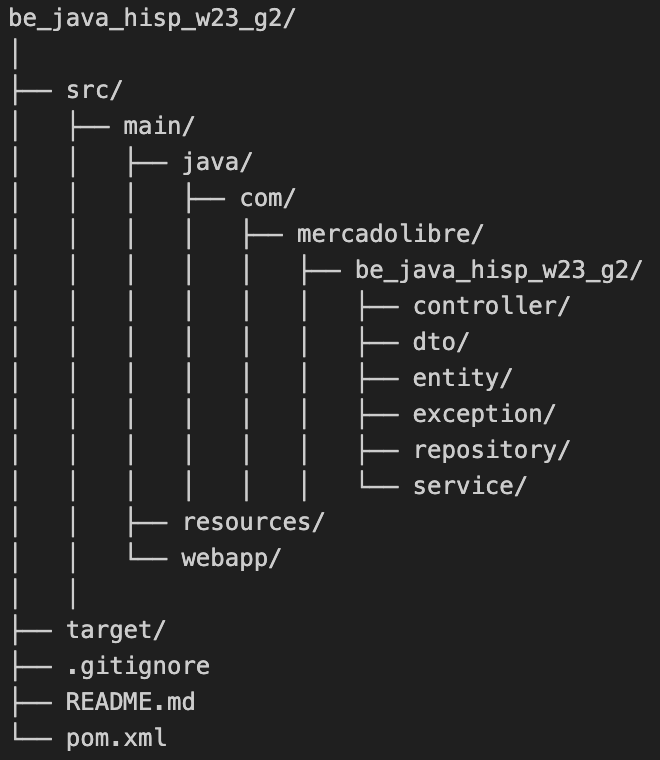 be_java_hisp_w23_g2/
│
├── src/
│   ├── main/
│   │   ├── java/
│   │   │   ├── com/
│   │   │   │   ├── mercadolibre/
│   │   │   │   │   ├── be_java_hisp_w23_g2/
│   │   │   │   │   │   ├── controller/
│   │   │   │   │   │   ├── dto/
│   │   │   │   │   │   ├── entity/
│   │   │   │   │   │   ├── exception/
│   │   │   │   │   │   ├── repository/
│   │   │   │   │   │   └── service/
│   │   ├── resources/
│   │   └── webapp/
│   │
├── target/
├── .gitignore
├── README.md
└── pom.xml